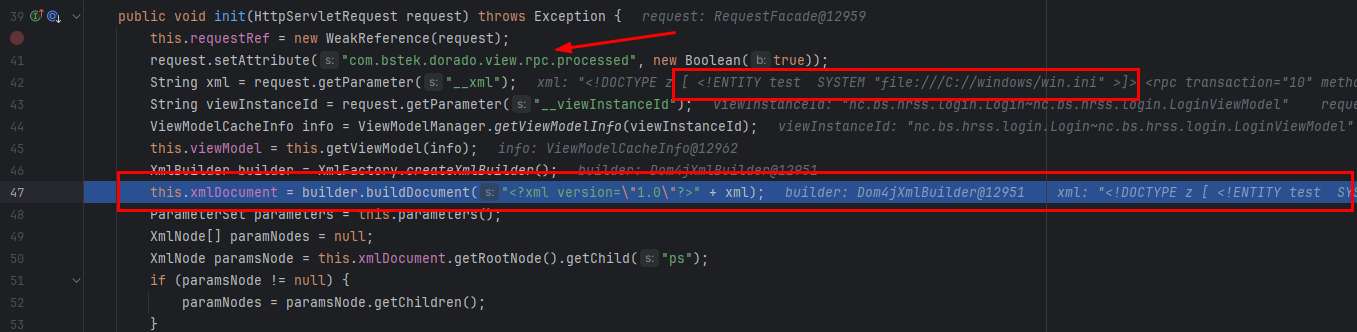 39 public void init(HttpServletRequest request) throws Exception { request: RequestFacade@12959
this.requestRef = new WeakReference(request);
41 request.setAttribute( s: "com.bstek.dorado.view.rpc.processed", new Boolean( b: true));
42 String xml = request.getParameter( s: "__xml"); xml: "<!DOCTYPE z [ <!ENTITY test  SYSTEM "file:///C://windows/win.ini" >]> <rpc transaction="10" metho
43 String viewInstanceId = request.getParameter( s: "__viewInstanceId"); viewInstanceId: "nc.bs.hrss.login.Login~nc.bs.hrss.login.LoginViewModel" reque
44 ViewModelCacheInfo info = ViewModelManager.getViewModelInfo(viewInstanceId); viewInstanceId: "nc.bs.hrss.login.Login~nc.bs.hrss.login.LoginViewModel"
45 this.viewModel = this.getViewModel(info); info: ViewModelCacheInfo@12962
46 XmlBuilder builder = XmlFactory.createXmlBuilder(); builder: Dom4jXmlBuilder@12951
47 this.xmlDocument = builder.buildDocument( s: "<?xml version=\"1.0\"?>" + xml); builder: Dom4jXmlBuilder@12951 xml: "<!DOCTYPE z [ <!ENTITY test  SYS
48 ParameterSet parameters = this.parameters();
49 XmlNode[] paramNodes = null;
50 XmlNode paramsNode = this.xmlDocument.getRootNode().getChild( s: "ps");
51 if (paramsNode != null) {
52 paramNodes = paramsNode.getChildren();
53 }